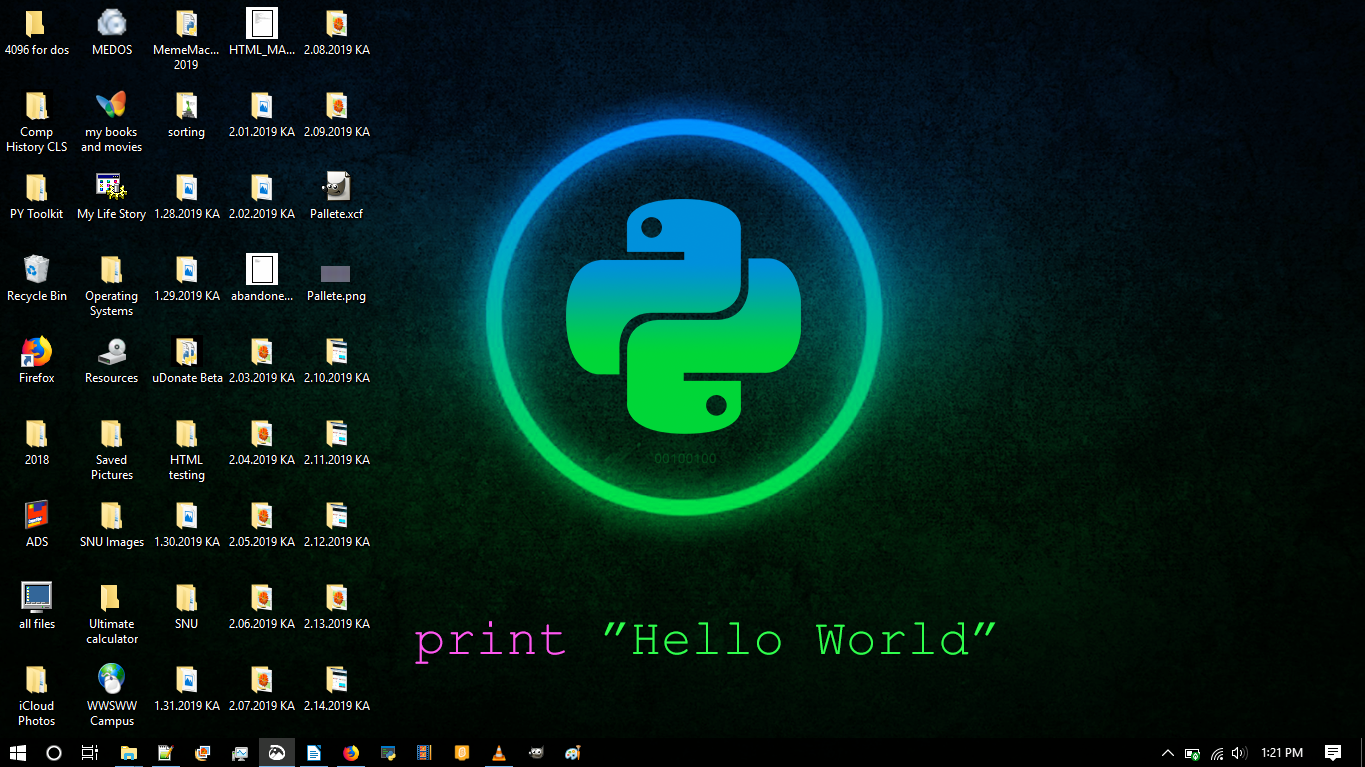 4096 for dos
MEDOS
MemeMac...
2019
HTML_MA...
2.08.2019 KA
Comp
History CLS
my books
and movies
sorting
2.01.2019 KA
2.09.2019 KA
PY Toolkit
My Life Story
1.28.2019 KA
2.02.2019 KA
Pallete.xcf
Recycle Bin
Operating
Systems
1.29.2019 KA
abandone...
Pallete.png
Firefox
Resources
uDonate Beta
2.03.2019 KA
2.10.2019 KA
2018
Saved
Pictures
HTML
testing
2.04.2019 KA
2.11.2019 KA
00100100
ADS
SNU Images
1.30.2019 KA
2.05.2019 KA
2.12.2019 KA
all files
Ultimate
calculator
SNU
2.06.2019 KA
2.13.2019 KA
print "Hello World"
iCloud
Photos
WWSWW
Campus
1.31.2019 KA
2.07.2019 KA
2.14.2019 KA
1:21 PM